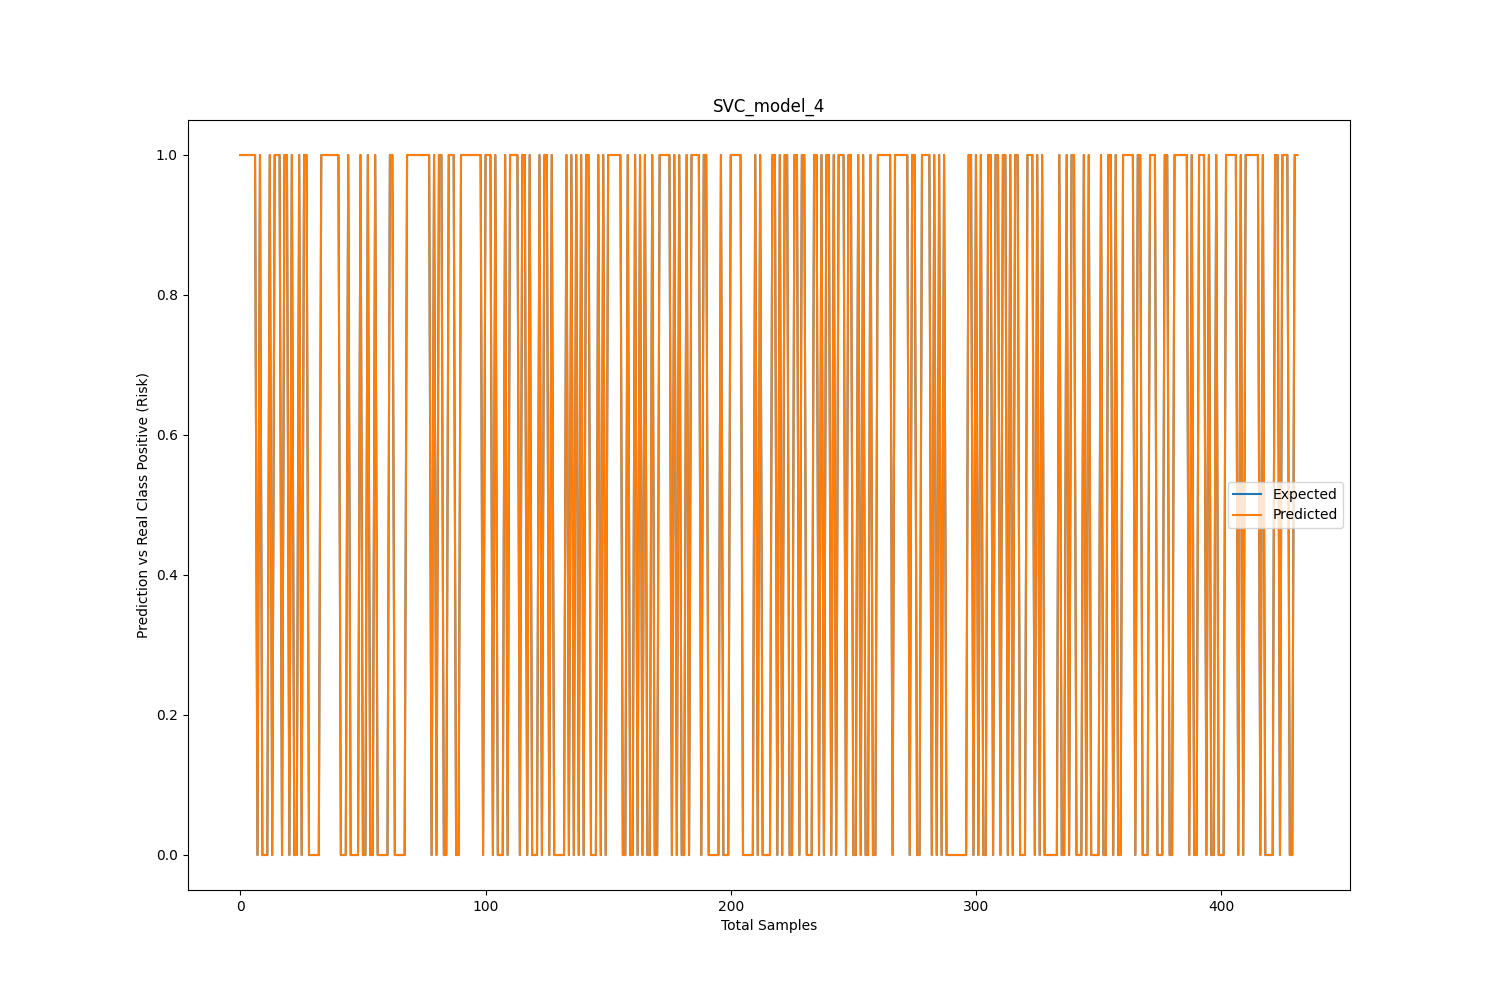 SVC_model_4
1.0
0.8
0.6
0.4
0.2
0.0
Prediction vs Real Class Positive (Risk)
Expected
Predicted
0 100 200 300 400
Total Samples